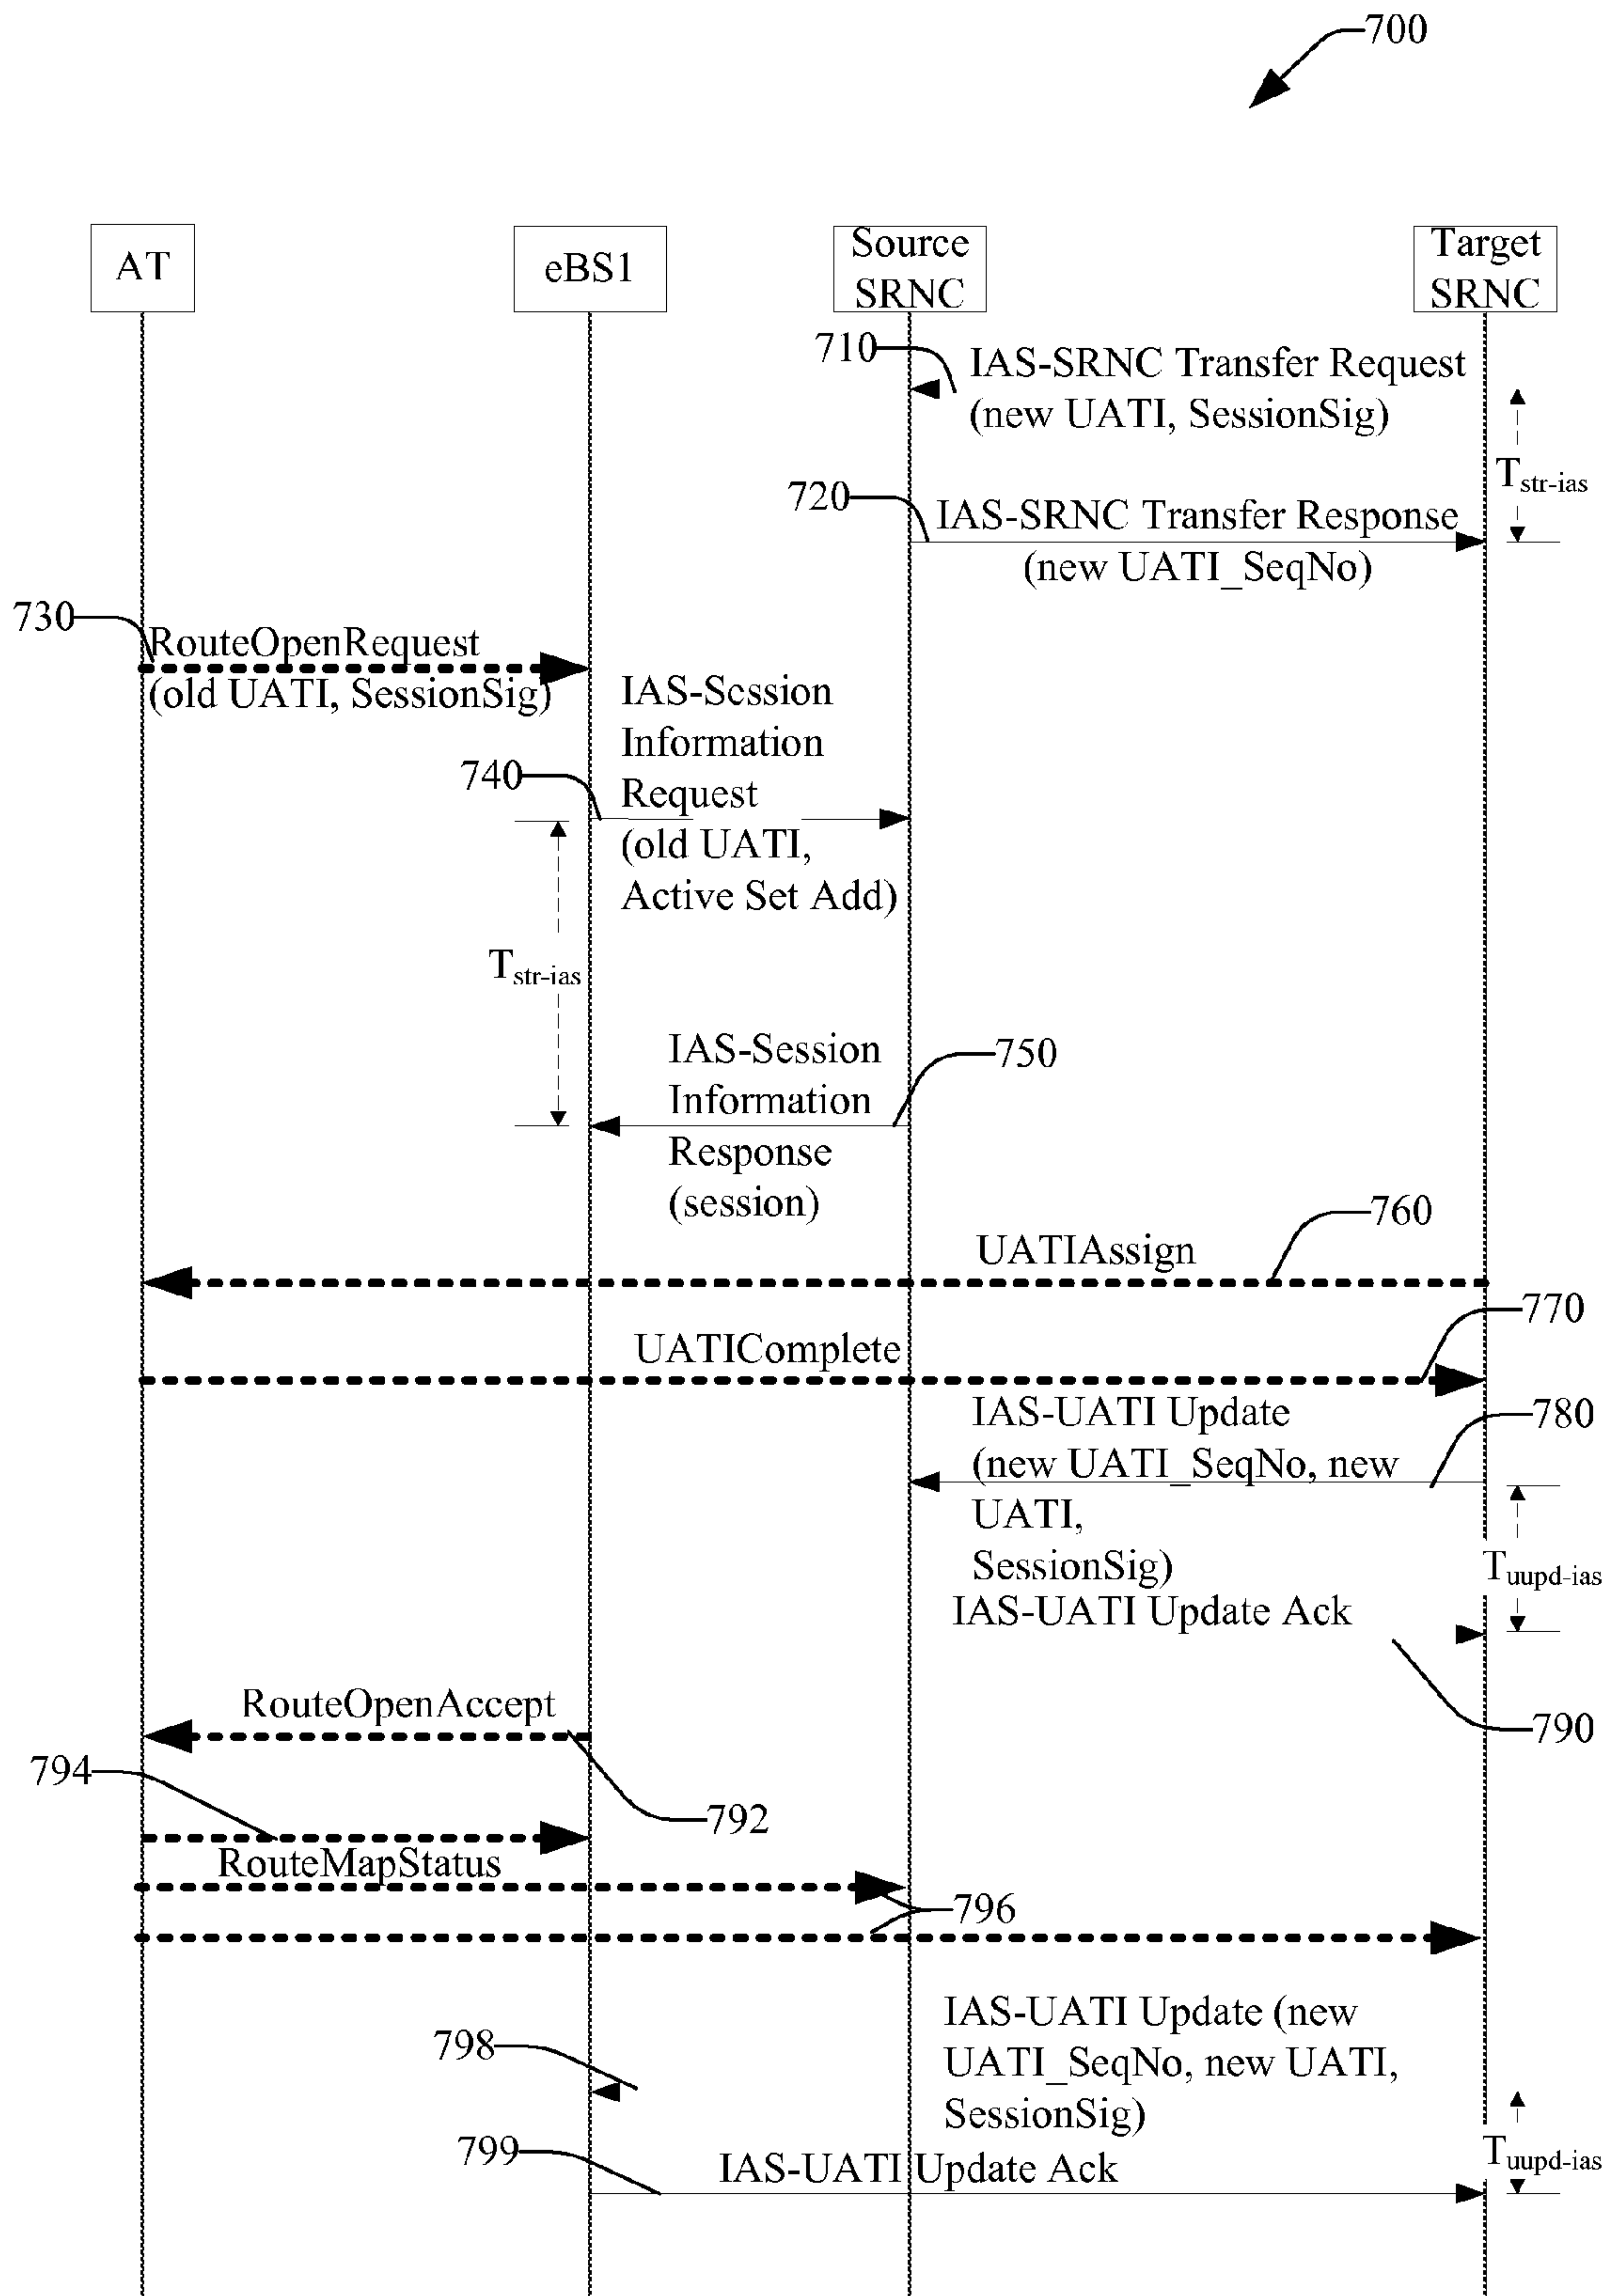 700
AT
eBS1
Source
SRNC
Target
SRNC
710
IAS-SRNC Transfer Request
(new UATI, SessionSig)
Tstr-ias
720
IAS-SRNC Transfer Response
(new UATI_SeqNo)
730
RouteOpenRequest
(old UATI, SessionSig)
IAS-Session
Information
740
Request
(old UATI,
Active Set Add)
Tstr-ias
IAS-Session
750
Information
Response
(session)
760
UATIAssign
770
UATIComplete
IAS-UATI Update
780
(new UATI_SeqNo, new
UATI,
SessionSig)
Tuupd-ias
IAS-UATI Update Ack
790
RouteOpenAccept
794
792
RouteMapStatus
796
IAS-UATI Update (new
798
UATI_SeqNo, new UATI,
SessionSig)
799
Tuupd-ias
IAS-UATI Update Ack